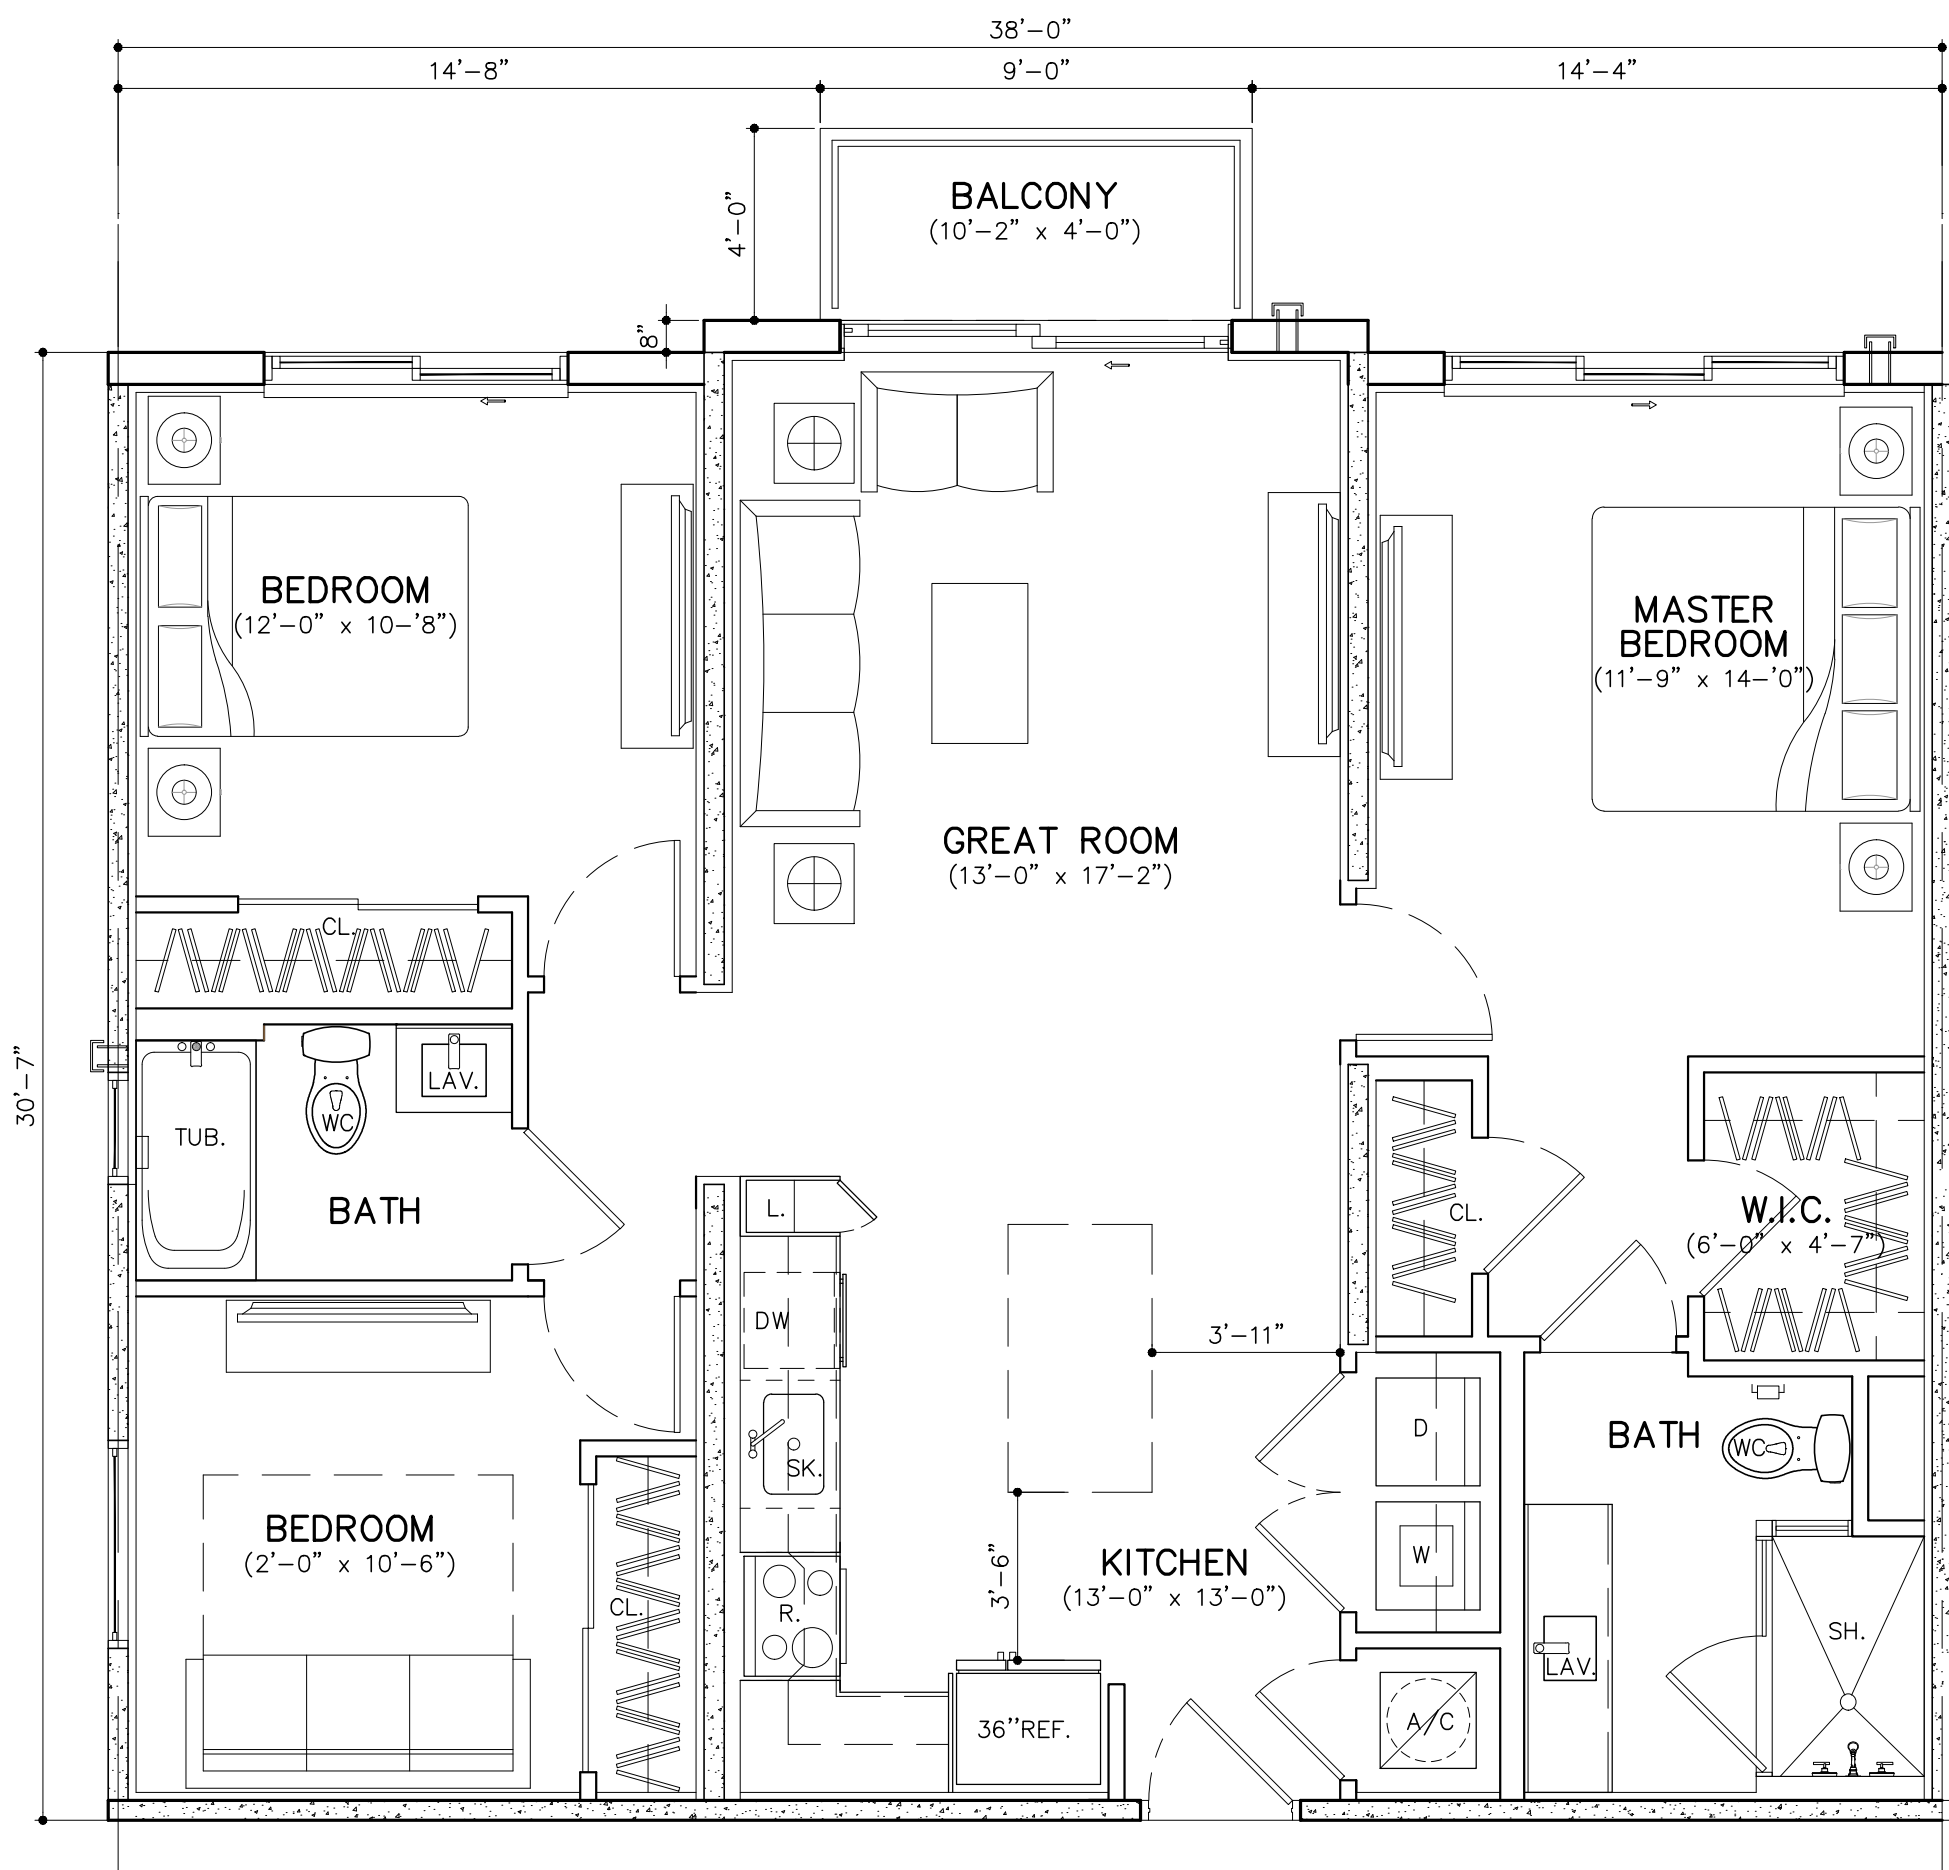 38'-0"
14'-8"
9'-0"
14'-4"
BALCONY
(10'-2" x 4'-0")
4'-0"
8"
BEDROOM
(12'-0" x 10-'8")
MASTER
BEDROOM
(11'-9" x 14-'0")
GREAT ROOM
(13'-0" x 17'-2")
CL.
30'-7"
LAV.
WC
TUB.
BATH
L.
CL.
W.I.C.
(6'-0" x 4'-7")
DW
3'-11"
D
BATH
WC
SK.
BEDROOM
(2'-0" x 10'-6")
W
KITCHEN
(13'-0" x 13'-0")
3'-6"
CL.
R.
SH.
LAV.
36"REF.
A/C